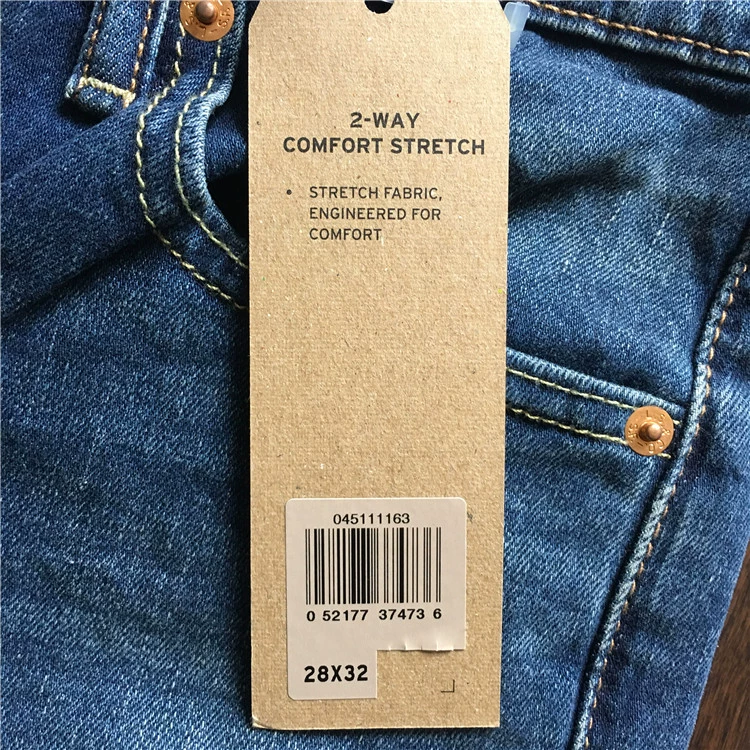 2-WAY
COMFORT STRETCH
• STRETCH FABRIC,
ENGINEERED FOR
COMFORT
045111163
0 52177 37473 6
28X32